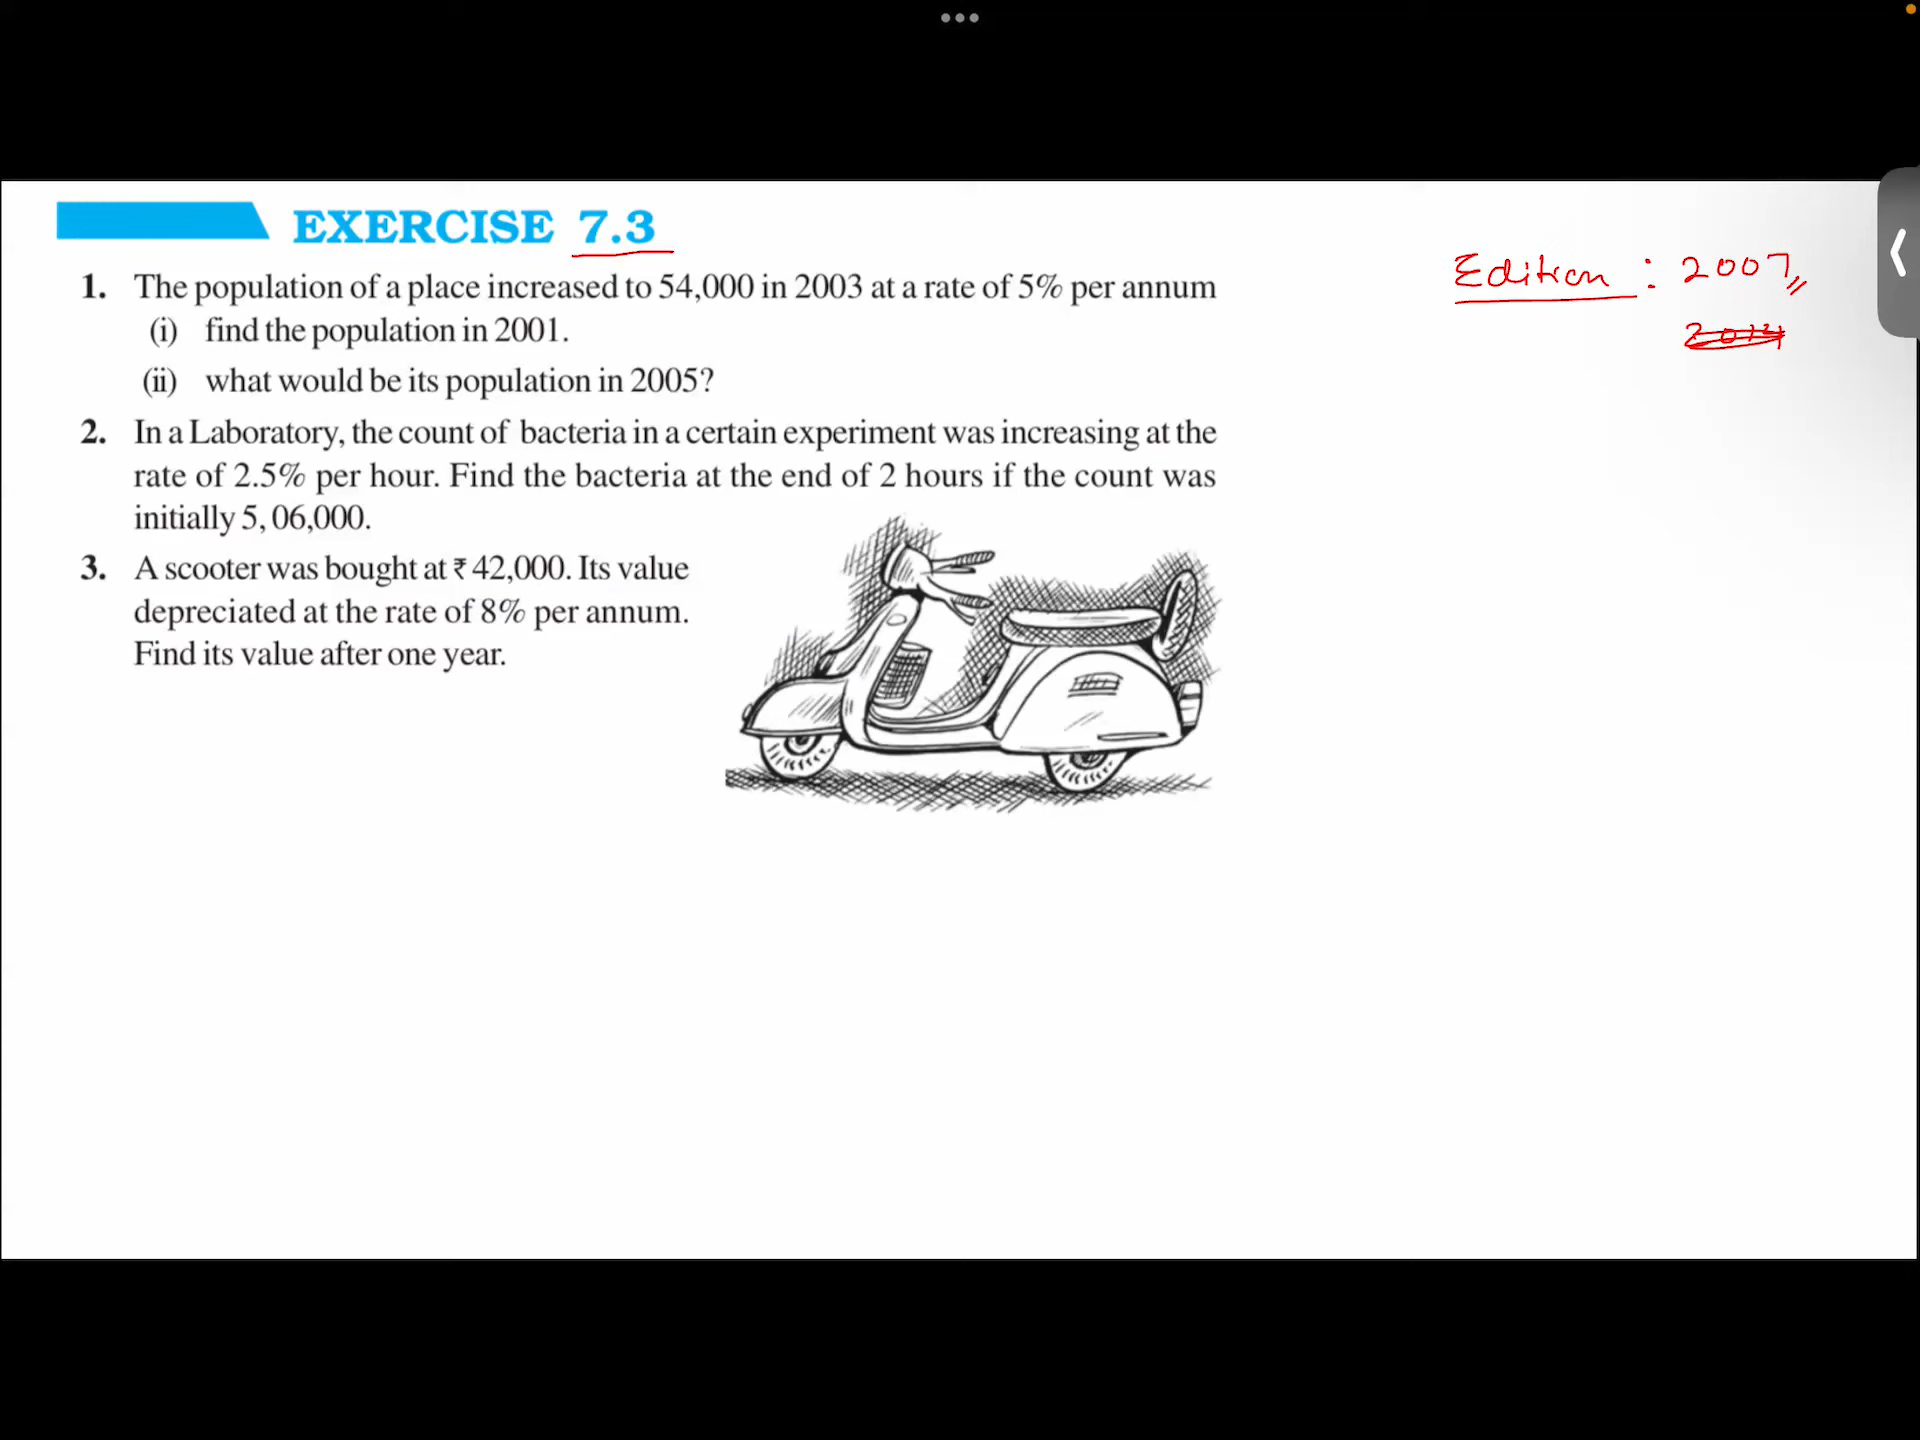 EXERCISE 7.3
1. The population of a place increased to 54,000 in 2003 at a rate of 5% per annum
(i) find the population in 2001.
(ii) what would be its population in 2005?
2. In a Laboratory, the count of bacteria in a certain experiment was increasing at the
rate of 2.5% per hour. Find the bacteria at the end of 2 hours if the count was
initially 5, 06,000.
3. A scooter was bought at ₹ 42,000. Its value
depreciated at the rate of 8% per annum.
Find its value after one year.
Edition : 2007